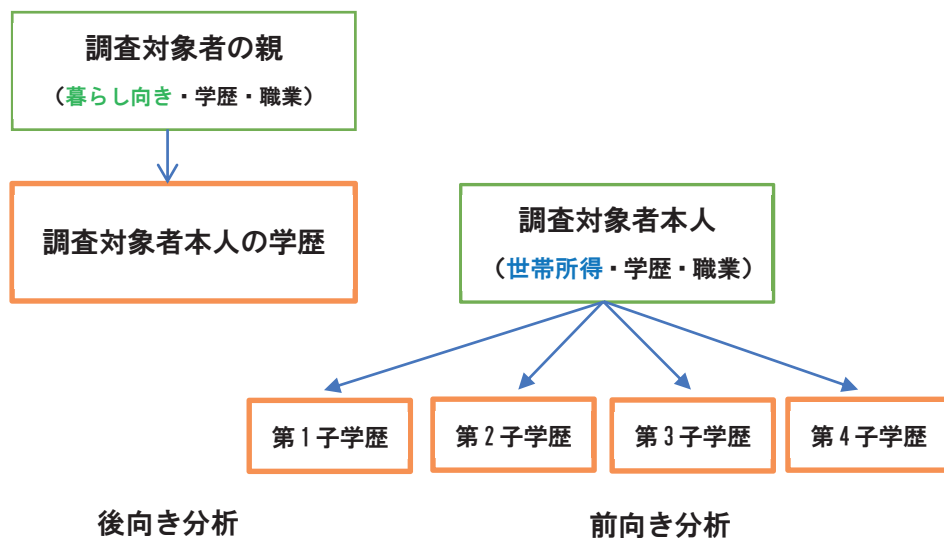 調査対象者の親
（暮らし向き・学歴・職業）
調査対象者本人の学歴
調査対象者本人
（世帯所得・学歴・職業）
第1子学歴
第2子学歴
第3子学歴
第4子学歴
後向き分析
前向き分析